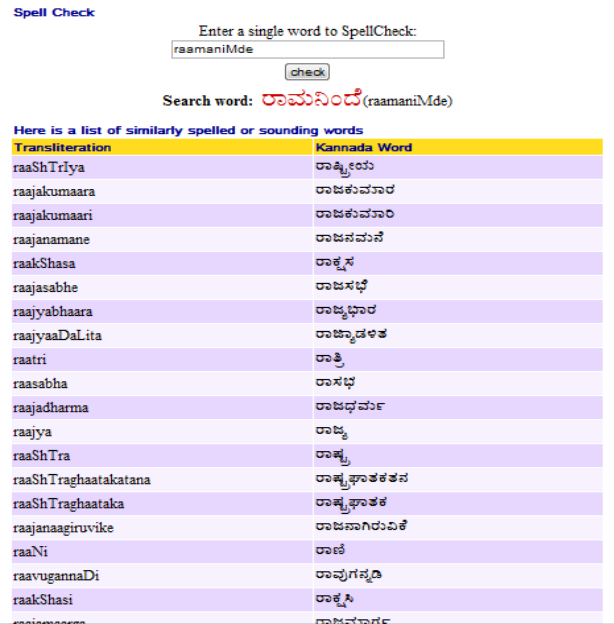 Spell Check
Enter a single word to SpellCheck:
raamaniMde
check
Search word: ರಾಮನಿಂದೆ(raamaniMde)
Here is a list of similarly spelled or sounding words
Transliteration Kannada Word
raaShTrIya ರಾಷ್ಟ್ರೀಯ
raajakumaara ರಾಜಕುಮಾರ
raajakumaari ರಾಜಕುಮಾರಿ
raajanamane ರಾಜನಮನೆ
raakShasa ರಾಕ್ಷಸ
raajasabhe ರಾಜಸಭೆ
raajyabhaara ರಾಜ್ಯಭಾರ
raajyaaDaLita ರಾಜ್ಯಾಡಳಿತ
raatri ರಾತ್ರಿ
raasabha ರಾಸಭ
raajadharma ರಾಜಧರ್ಮ
raajya ರಾಜ್ಯ
raaShTra ರಾಷ್ಟ್ರ
raaShTraghaatakatana ರಾಷ್ಟ್ರಘಾತಕತನ
raaShTraghaataka ರಾಷ್ಟ್ರಘಾತಕ
raajanaagiruvike ರಾಜನಾಗಿರುವಿಕೆ
raaNi ರಾಣಿ
raavugannaDi ರಾವುಗನ್ನಡಿ
raakShasi ರಾಕ್ಷಸಿ
raajamaarga ರಾಜಮಾರ್ಗ